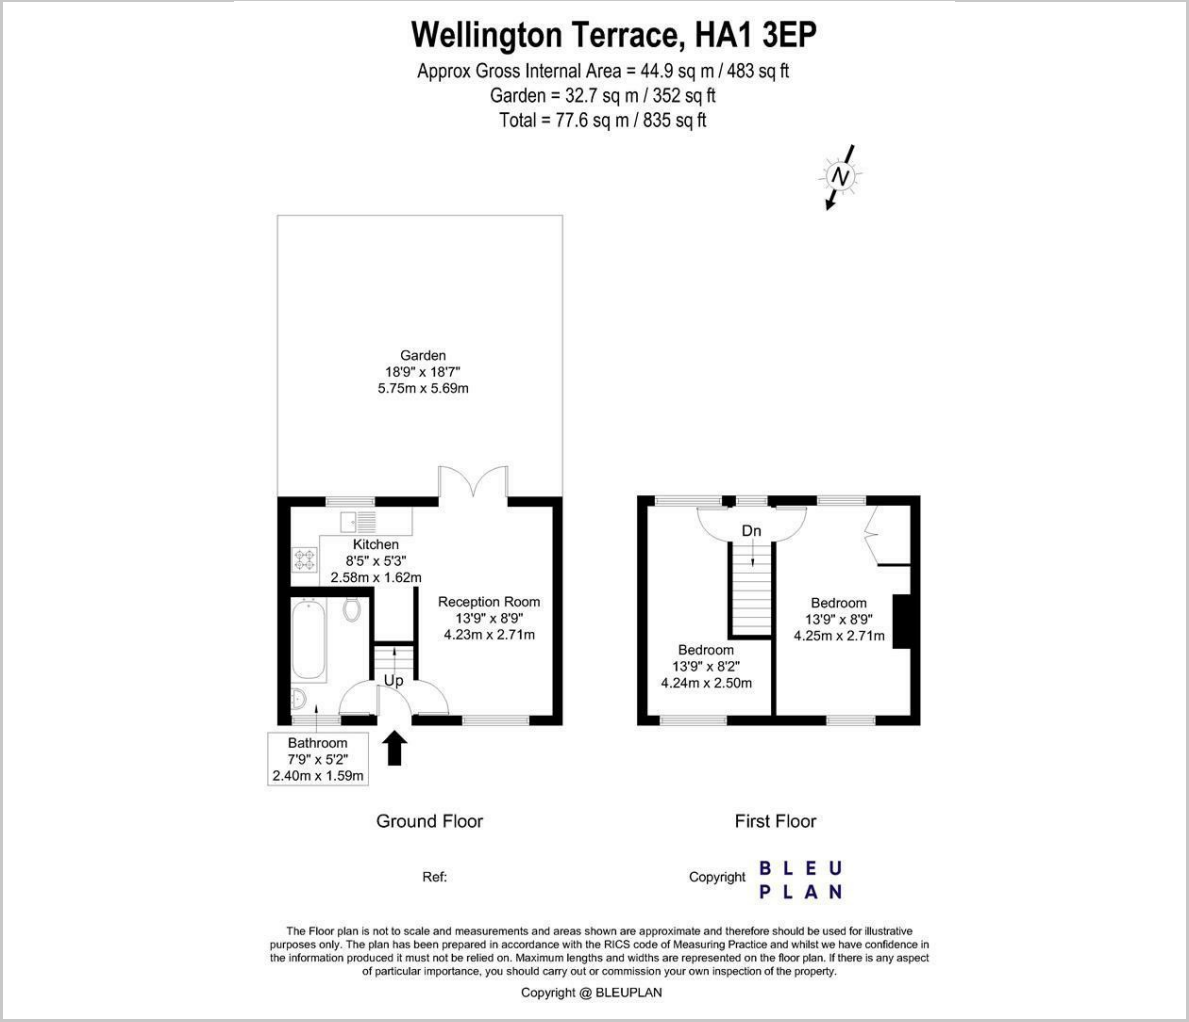 Wellington Terrace, HA1 3EP
Approx Gross Internal Area = 44.9 sq m / 483 sq ft
Garden = 32.7 sq m / 352 sq ft
Total = 77.6 sq m / 835 sq ft
N
Garden
18'9" x 18'7"
5.75m x 5.69m
Kitchen
8'5" x 5'3"
2.58m x 1.62m
Reception Room
13'9" x 8'9"
4.23m x 2.71m
Up
Bathroom
7'9" x 5'2"
2.40m x 1.59m
Dn
Bedroom
13'9" x 8'9"
4.25m x 2.71m
Bedroom
13'9" x 8'2"
4.24m x 2.50m
Ground Floor
First Floor
Ref:
Copyright
BLEU
PLAN
The Floor plan is not to scale and measurements and areas shown are approximate and therefore should be used for illustrative
purposes only. The plan has been prepared in accordance with the RICS code of Measuring Practice and whilst we have confidence in
the information produced it must not be relied on. Maximum lengths and widths are represented on the floor plan. If there is any aspect
of particular importance, you should carry out or commission your own inspection of the property.
Copyright @ BLEUPLAN